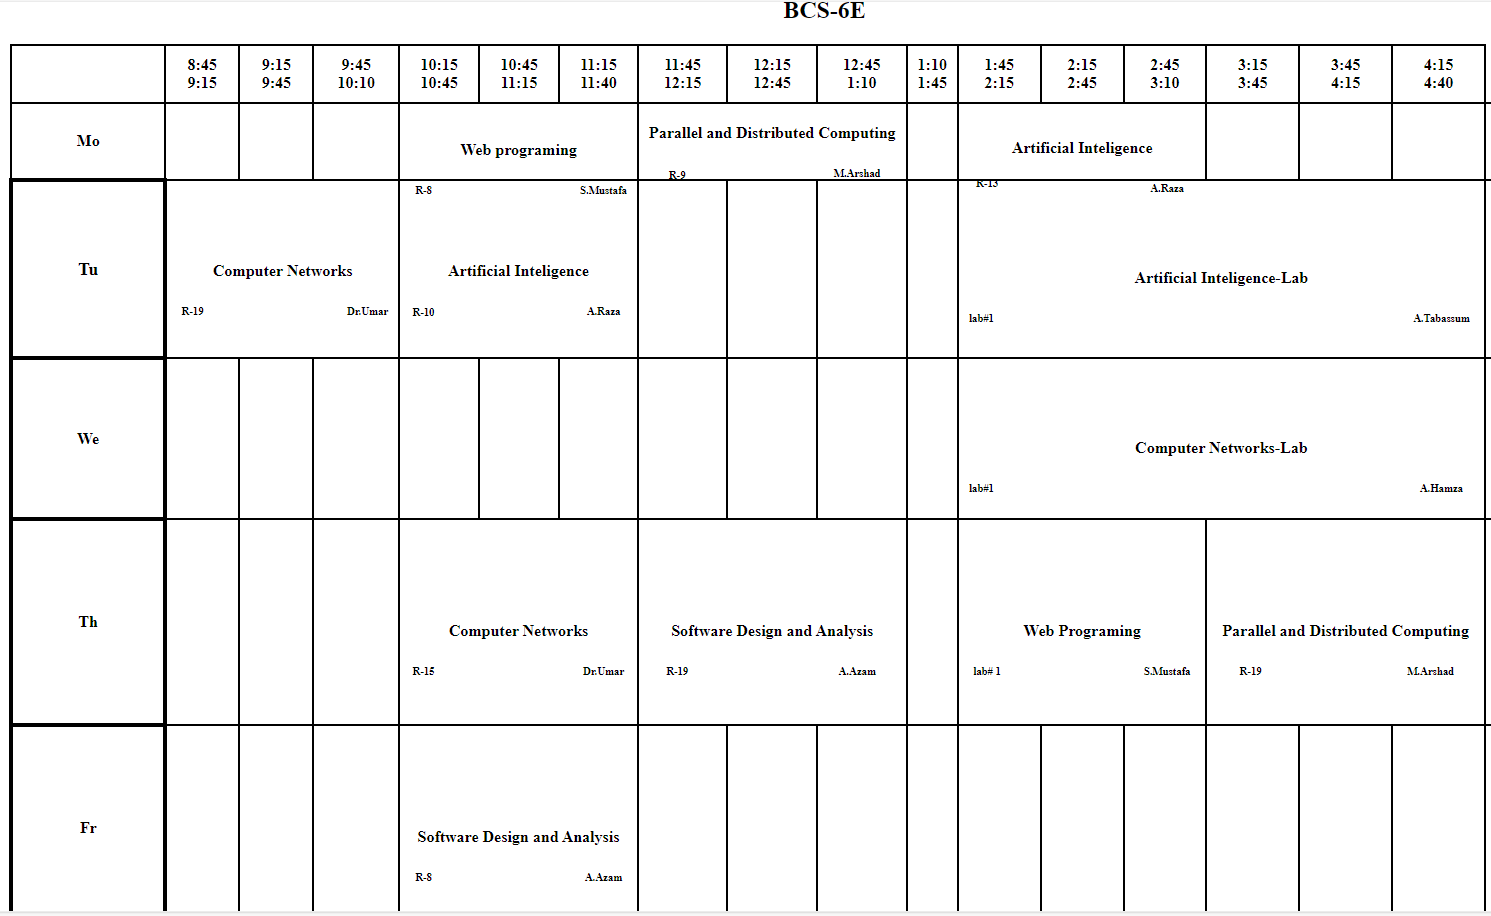 BCS-6E
8:45 9:15 9:45 10:15 10:45 11:15 11:45 12:15 12:45 1:10 1:45 2:15 2:45 3:15 3:45 4:15
9:15 9:45 10:10 10:45 11:15 11:40 12:15 12:45 1:10 1:45 2:15 2:45 3:10 3:45 4:15 4:40
Mo
Web programing
R-8 S.Mustafa
Parallel and Distributed Computing
R-9 M.Arshad
Artificial Inteligence
R-13 A.Raza
Tu
Computer Networks
R-19 Dr.Umar
Artificial Inteligence
R-10 A.Raza
Artificial Inteligence-Lab
lab#1 A.Tabassum
We
Computer Networks-Lab
lab#1 A.Hamza
Th
Computer Networks
R-15 Dr.Umar
Software Design and Analysis
R-19 A.Azam
Web Programing
lab# 1 S.Mustafa
Parallel and Distributed Computing
R-19 M.Arshad
Fr
Software Design and Analysis
R-8 A.Azam